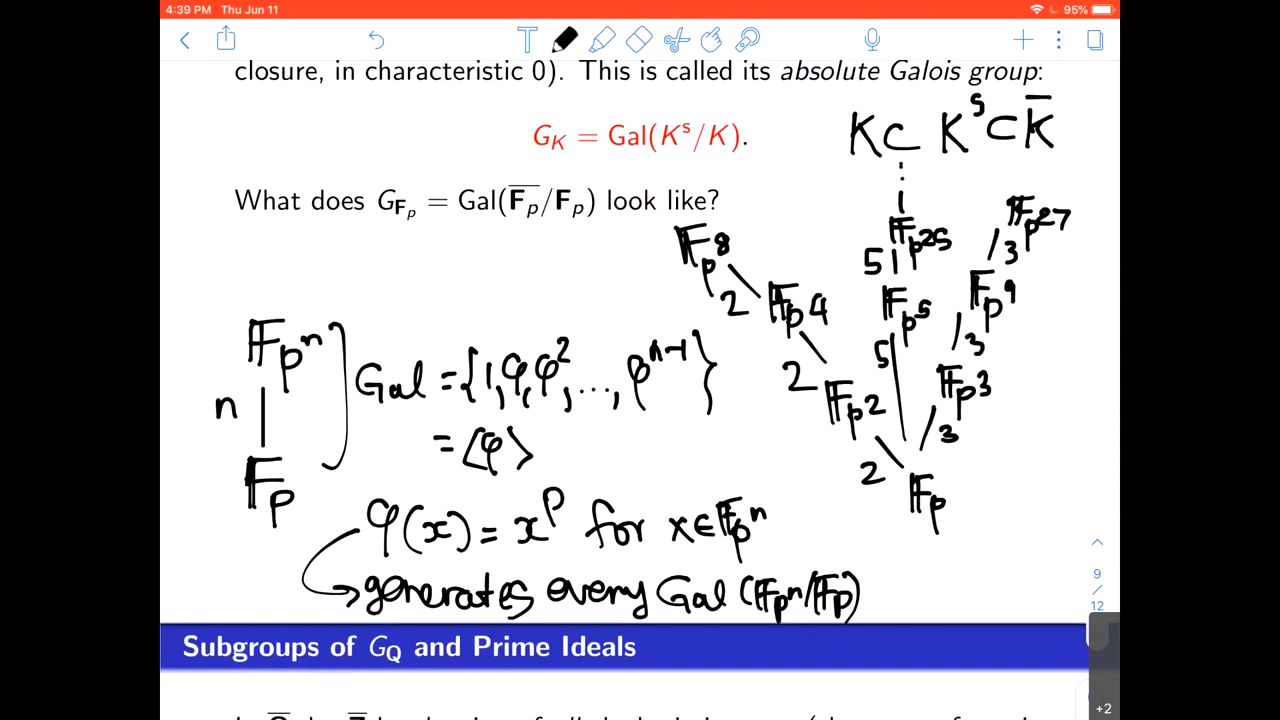 4:39 PM Thu Jun 11
95%
closure, in characteristic 0). This is called its absolute Galois group:
G_K = Gal(K^s/K).
K ⊂ K^s ⊂ K̅
What does G_{F_p} = Gal(F̅_p/F_p) look like?
F_{p^8}
2
F_{p^4}
2
F_{p^2}
2
⋮
F_{p^25}
5
F_{p^5}
5
F_{p^27}
3
F_{p^9}
3
F_{p^3}
3
F_p
F_{p^n}
n
F_p
Gal = {1, φ, φ^2, ..., φ^{n-1}}
= ⟨φ⟩
φ(x) = x^p for x ∈ F_{p^n}
→ generates every Gal (F_{p^n}/F_p)
9
/
12
Subgroups of G_Q and Prime Ideals
+2